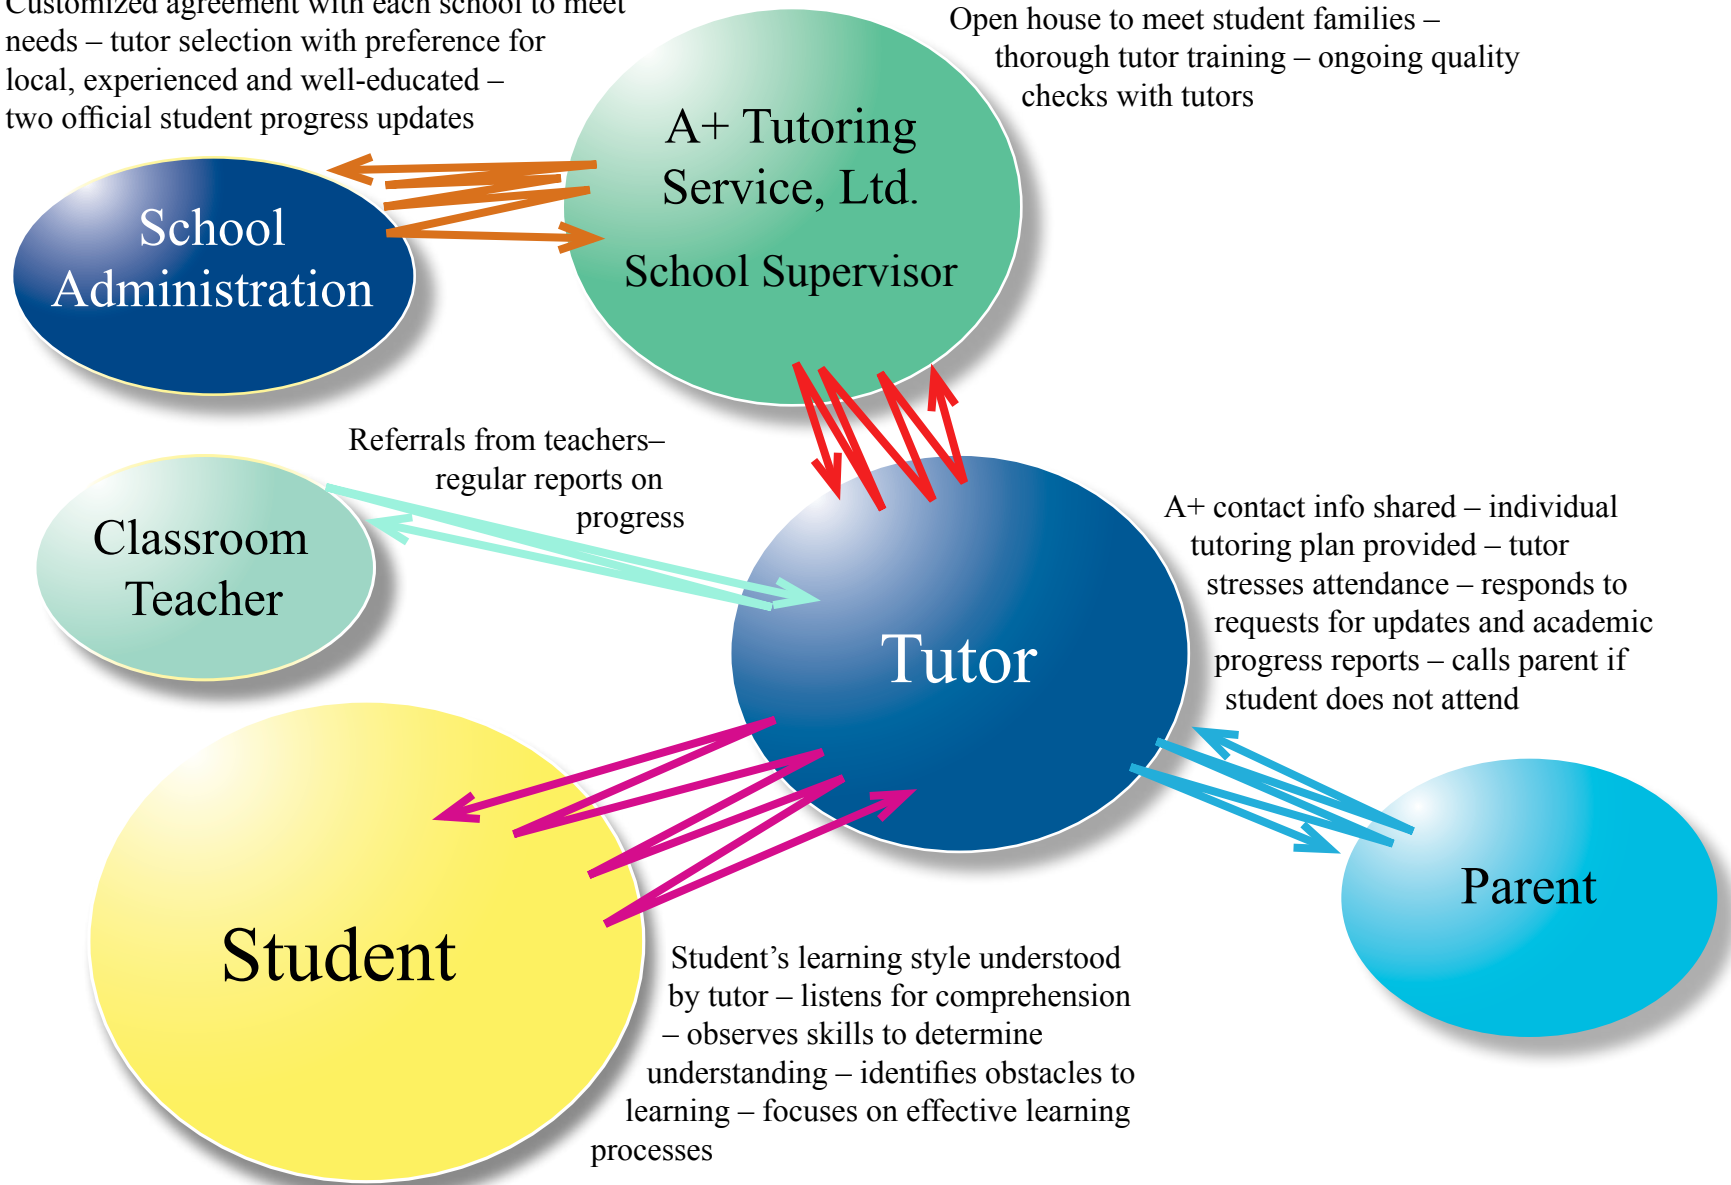 Customized agreement with each school to meet
needs – tutor selection with preference for
local, experienced and well-educated –
two official student progress updates
Open house to meet student families –
thorough tutor training – ongoing quality
checks with tutors
A+ Tutoring
Service, Ltd.
School Supervisor
School
Administration
Referrals from teachers–
regular reports on
progress
Classroom
Teacher
A+ contact info shared – individual
tutoring plan provided – tutor
stresses attendance – responds to
requests for updates and academic
progress reports – calls parent if
student does not attend
Tutor
Parent
Student
Student’s learning style understood
by tutor – listens for comprehension
– observes skills to determine
understanding – identifies obstacles to
learning – focuses on effective learning
processes